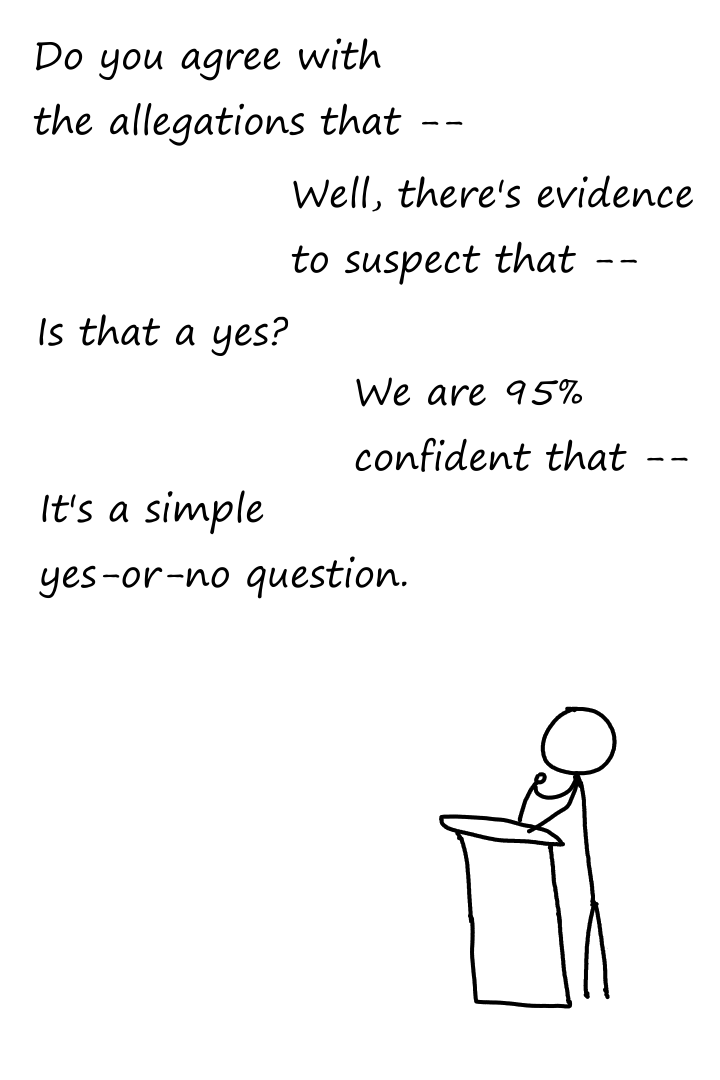 Do you agree with
the allegations that --
Well, there's evidence
to suspect that --
Is that a yes?
We are 95%
confident that --
It's a simple
yes-or-no question.